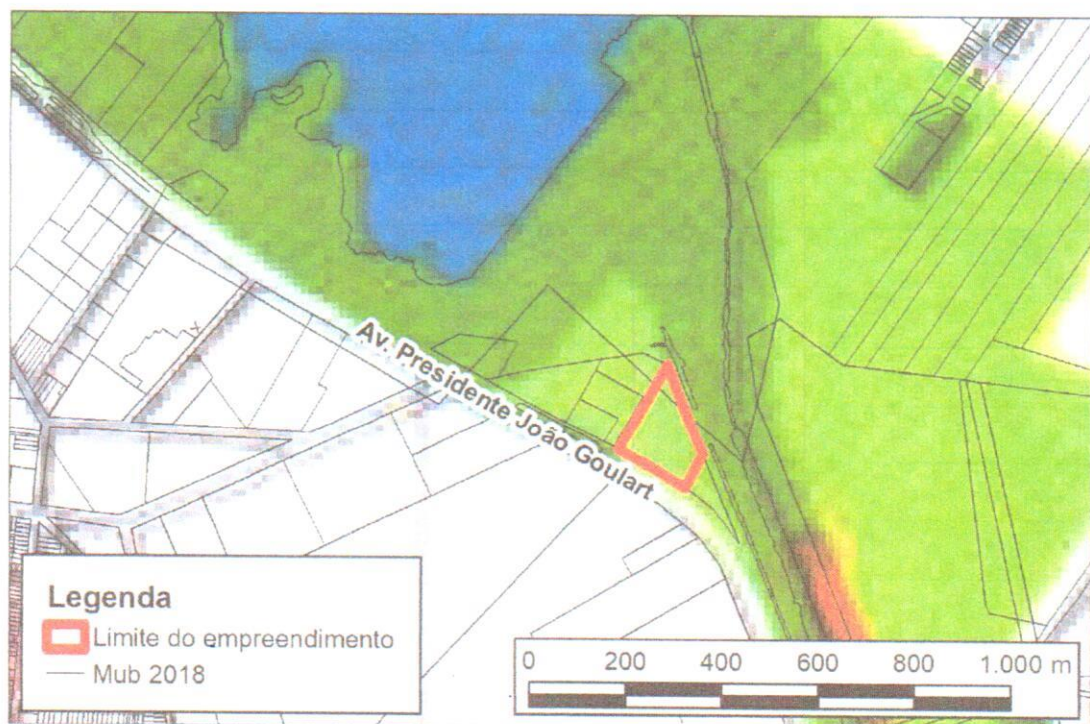 Av. Presidente João Goulart
Legenda
Limite do empreendimento
Mub 2018
0 200 400 600 800 1.000 m